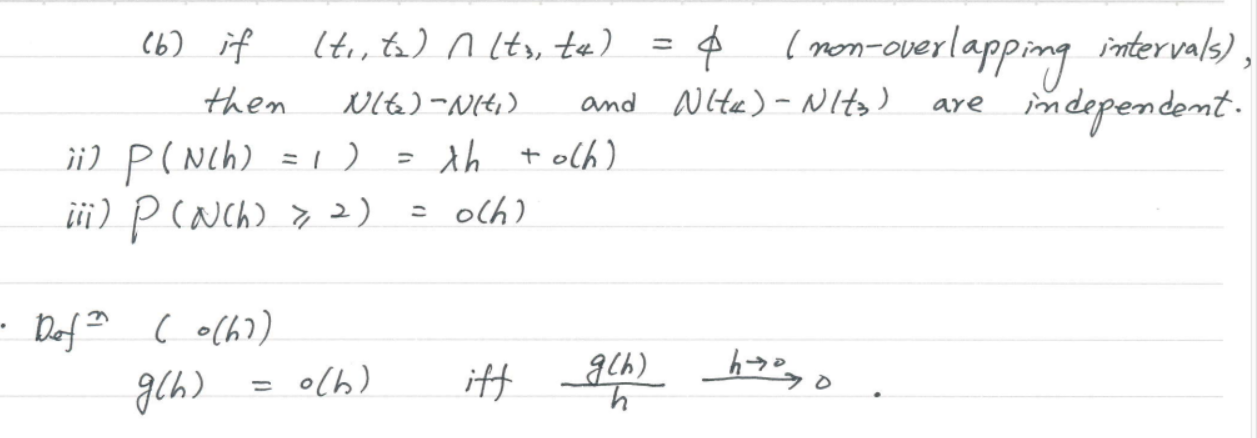 (b) if (t₁, t₂) ∩ (t₃, t₄) = ϕ (non-overlapping intervals),
then N(t₂)-N(t₁) and N(t₄) - N(t₃) are independent.
ii) P(N(h) = 1) = λh + o(h)
iii) P(N(h) ⩾ 2) = o(h)
· Defⁿ (o(h))
g(h) = o(h) iff g(h)/h h→0→ 0 .